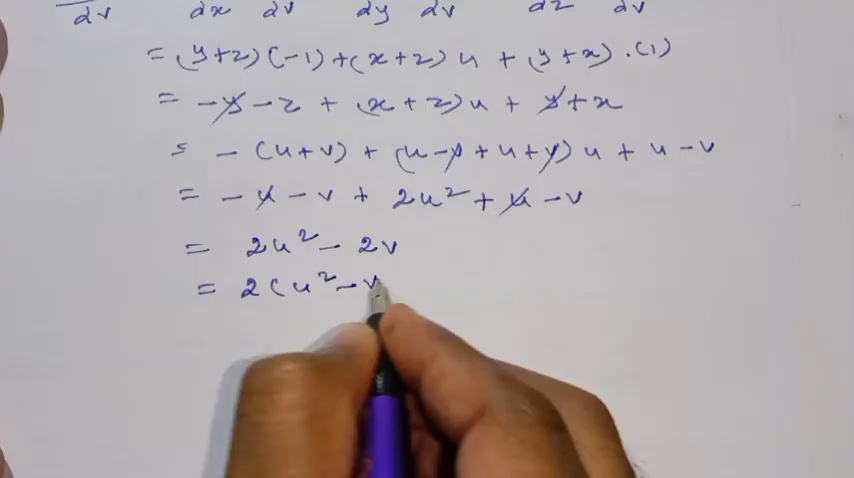 dv dx dv dy dv dz dv
= (y+z)(-1) + (x+z)u + (y+x).(1)
= -y-z + (x+z)u + y+x
= -(u+v) + (u-v+u+v)u + u-v
= -u-v + 2u²+u-v
= 2u²-2v
= 2(u²-v